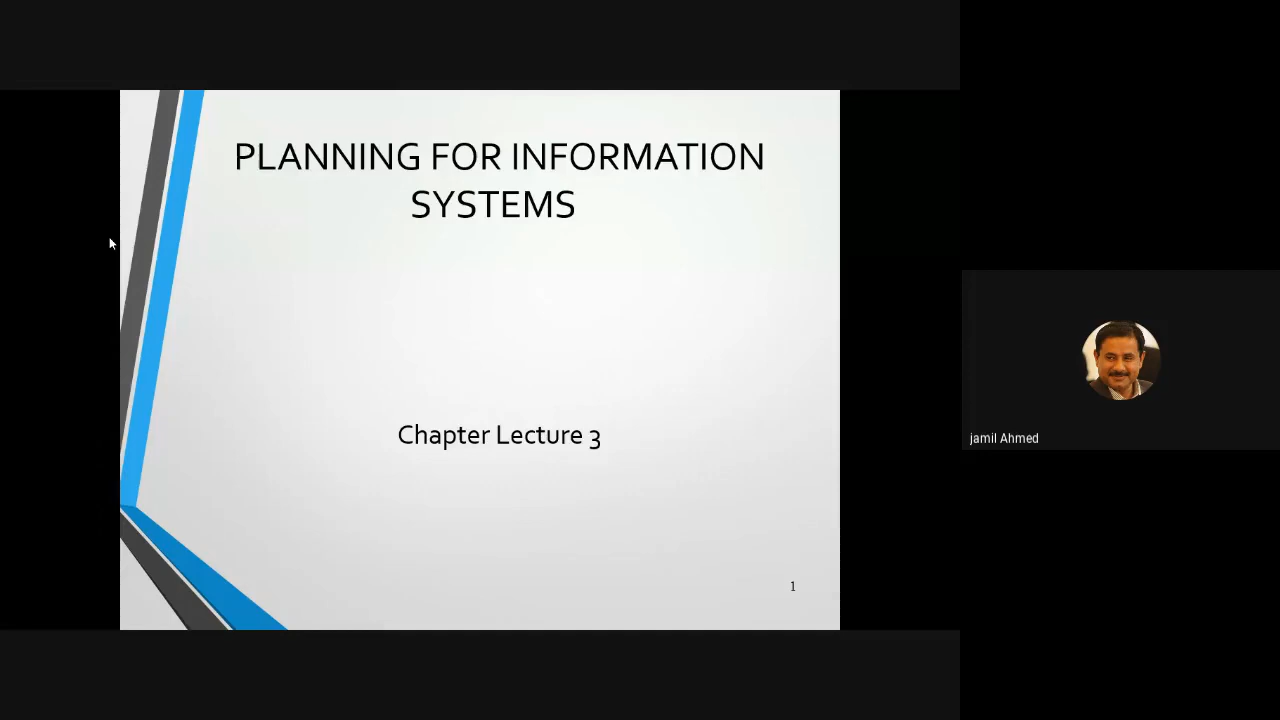 PLANNING FOR INFORMATION
SYSTEMS
Chapter Lecture 3
1
jamil Ahmed